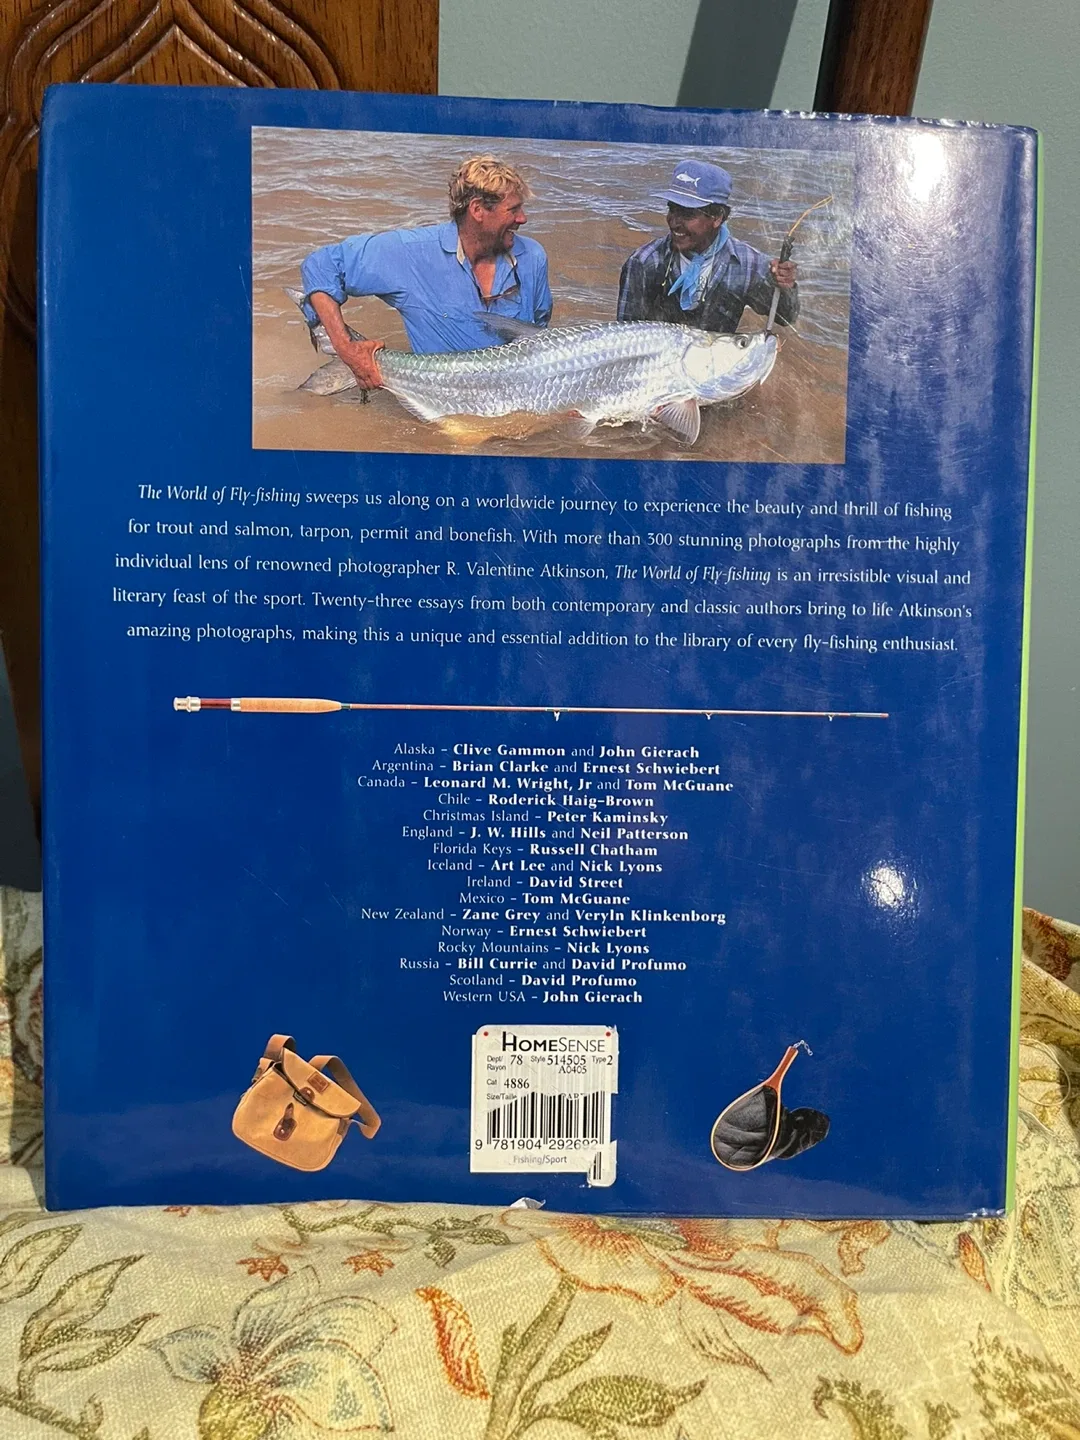 The World of Fly-fishing sweeps us along on a worldwide journey to experience the beauty and thrill of fishing
for trout and salmon, tarpon, permit and bonefish. With more than 300 stunning photographs from the highly
individual lens of renowned photographer R. Valentine Atkinson, The World of Fly-fishing is an irresistible visual and
literary feast of the sport. Twenty-three essays from both contemporary and classic authors bring to life Atkinson's
amazing photographs, making this a unique and essential addition to the library of every fly-fishing enthusiast.
Alaska - Clive Gammon and John Gierach
Argentina - Brian Clarke and Ernest Schwiebert
Canada - Leonard M. Wright, Jr and Tom McGuane
Chile - Roderick Haig-Brown
Christmas Island - Peter Kaminsky
England - J. W. Hills and Neil Patterson
Florida Keys - Russell Chatham
Iceland - Art Lee and Nick Lyons
Ireland - David Street
Mexico - Tom McGuane
New Zealand - Zane Grey and Veryln Klinkenborg
Norway - Ernest Schwiebert
Rocky Mountains - Nick Lyons
Russia - Bill Currie and David Profumo
Scotland - David Profumo
Western USA - John Gierach
HOMESENSE
Dept/ 78 Style 514505 Type 2
Rayon A0405
Cat 4886
Size/Taille
9 781904 29269
Fishing/Sport